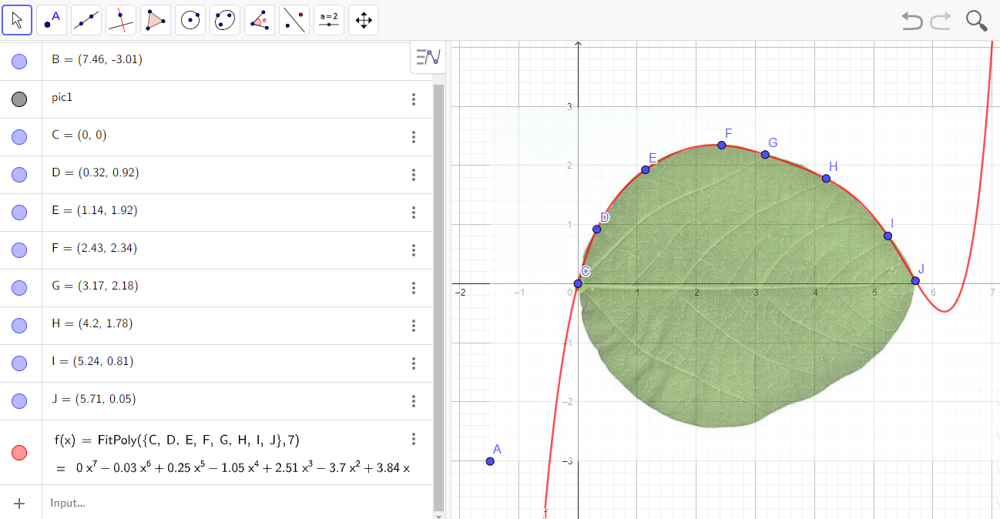 A
a=2
B = (7.46, -3.01)
pic1
C = (0, 0)
D = (0.32, 0.92)
E = (1.14, 1.92)
F = (2.43, 2.34)
G = (3.17, 2.18)
H = (4.2, 1.78)
I = (5.24, 0.81)
J = (5.71, 0.05)
f(x) = FitPoly({C, D, E, F, G, H, I, J},7)
= 0 x⁷ − 0.03 x⁶ + 0.25 x⁵ − 1.05 x⁴ + 2.51 x³ − 3.7 x² + 3.84 x
Input...
3
F
G
E
H
2
D
I
1
C
J
−2 −1 0 1 2 3 4 5 6 7
−1
−2
A
−3
f